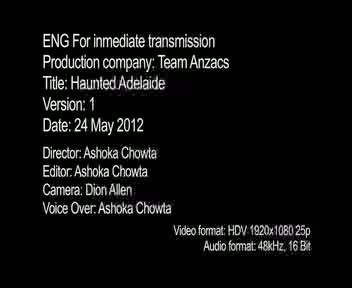 ENG For inmediate transmission
Production company: Team Anzacs
Title: Haunted Adelaide
Version: 1
Date: 24 May 2012
Director: Ashoka Chowta
Editor: Ashoka Chowta
Camera: Dion Allen
Voice Over: Ashoka Chowta
Video format: HDV 1920x1080 25p
Audio format: 48kHz, 16 Bit